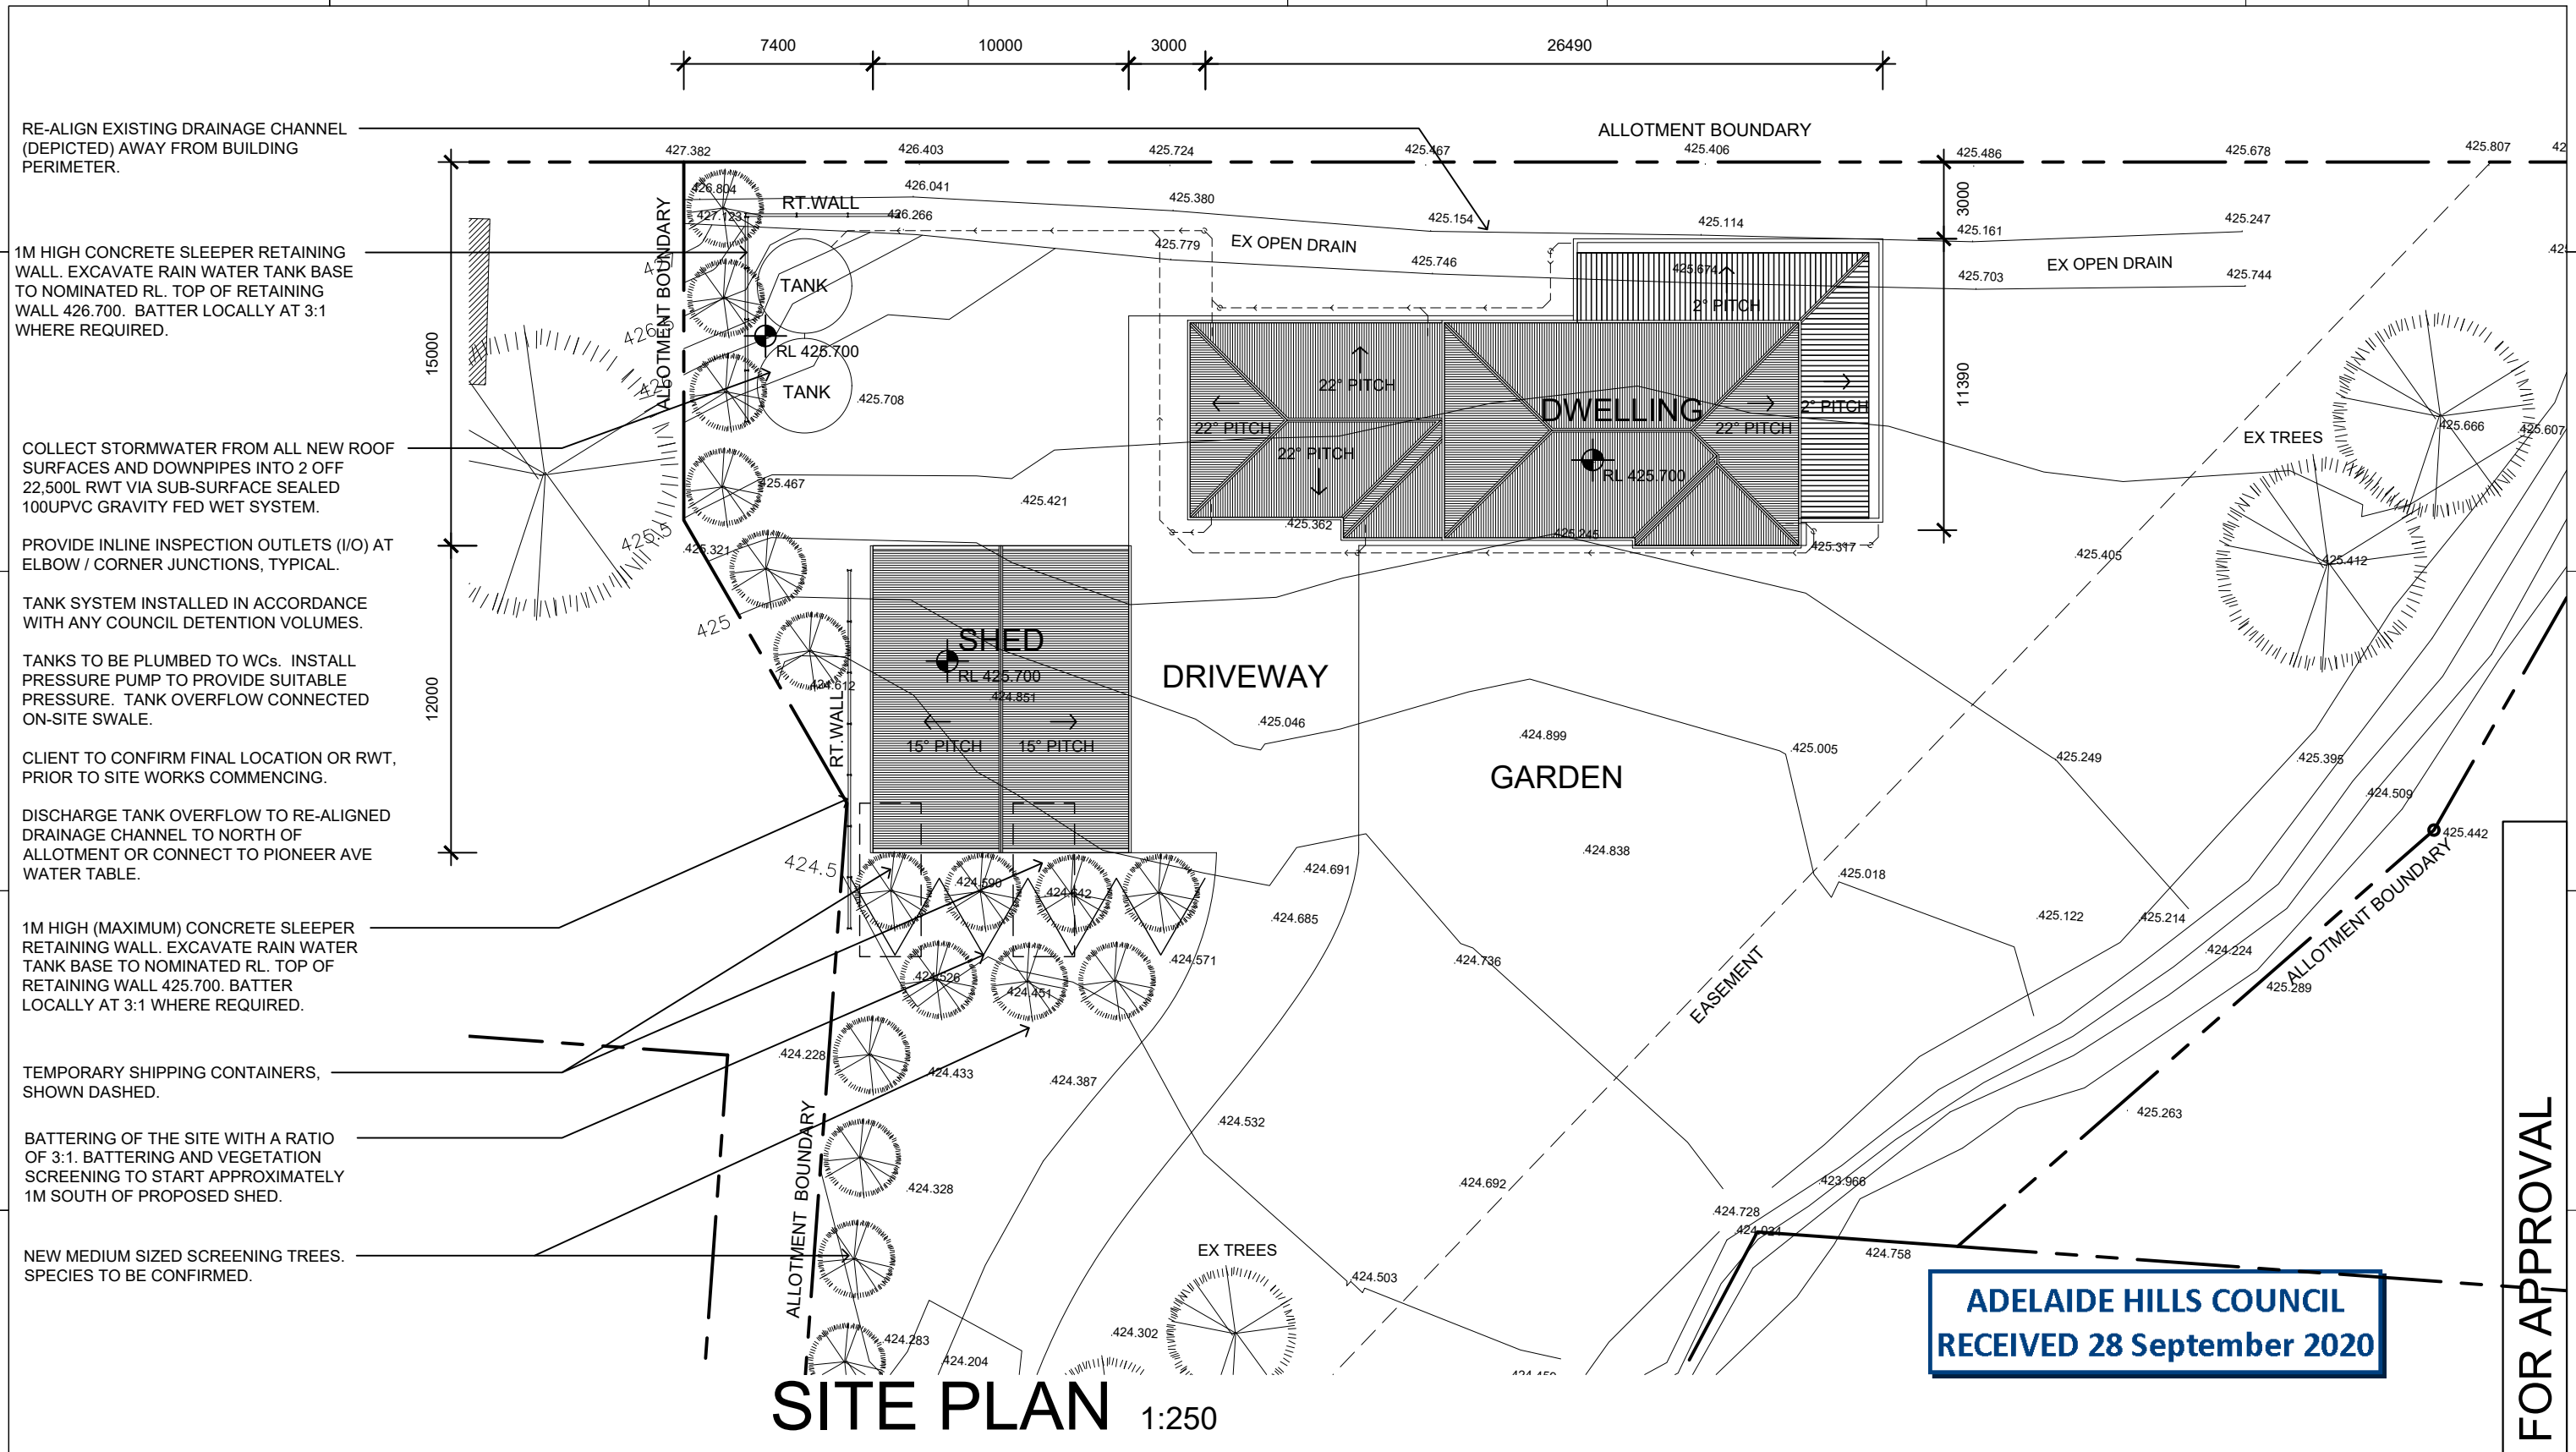 7400
10000
3000
26490
RE-ALIGN EXISTING DRAINAGE CHANNEL
(DEPICTED) AWAY FROM BUILDING
PERIMETER.
1M HIGH CONCRETE SLEEPER RETAINING
WALL. EXCAVATE RAIN WATER TANK BASE
TO NOMINATED RL. TOP OF RETAINING
WALL 426.700. BATTER LOCALLY AT 3:1
WHERE REQUIRED.
COLLECT STORMWATER FROM ALL NEW ROOF
SURFACES AND DOWNPIPES INTO 2 OFF
22,500L RWT VIA SUB-SURFACE SEALED
100UPVC GRAVITY FED WET SYSTEM.
PROVIDE INLINE INSPECTION OUTLETS (I/O) AT
ELBOW / CORNER JUNCTIONS, TYPICAL.
TANK SYSTEM INSTALLED IN ACCORDANCE
WITH ANY COUNCIL DETENTION VOLUMES.
TANKS TO BE PLUMBED TO WCs. INSTALL
PRESSURE PUMP TO PROVIDE SUITABLE
PRESSURE. TANK OVERFLOW CONNECTED
ON-SITE SWALE.
CLIENT TO CONFIRM FINAL LOCATION OR RWT,
PRIOR TO SITE WORKS COMMENCING.
DISCHARGE TANK OVERFLOW TO RE-ALIGNED
DRAINAGE CHANNEL TO NORTH OF
ALLOTMENT OR CONNECT TO PIONEER AVE
WATER TABLE.
1M HIGH (MAXIMUM) CONCRETE SLEEPER
RETAINING WALL. EXCAVATE RAIN WATER
TANK BASE TO NOMINATED RL. TOP OF
RETAINING WALL 425.700. BATTER
LOCALLY AT 3:1 WHERE REQUIRED.
TEMPORARY SHIPPING CONTAINERS,
SHOWN DASHED.
BATTERING OF THE SITE WITH A RATIO
OF 3:1. BATTERING AND VEGETATION
SCREENING TO START APPROXIMATELY
1M SOUTH OF PROPOSED SHED.
NEW MEDIUM SIZED SCREENING TREES.
SPECIES TO BE CONFIRMED.
15000
12000
ALLOTMENT BOUNDARY
427.382
426.403
425.724
425.467
425.406
425.486
425.678
425.807
426.804
426.041
425.380
425.154
425.114
425.161
425.247
3000
RT.WALL
427.123
426.266
425.779
EX OPEN DRAIN
425.746
425.674
425.703
EX OPEN DRAIN
425.744
ALLOTMENT BOUNDARY
TANK
RL 425.700
TANK
425.708
2° PITCH
22° PITCH
22° PITCH
22° PITCH
DWELLING
22° PITCH
2° PITCH
RL 425.700
11390
EX TREES
425.666
425.607
425.412
425.467
425.421
425.5
425.321
425.362
425.245
425.317
425.405
425
SHED
RL 425.700
424.851
15° PITCH
15° PITCH
424.612
RT.WALL
DRIVEWAY
425.046
424.899
425.005
425.249
425.395
424.509
GARDEN
424.838
425.442
424.5
424.590
424.642
424.691
425.018
424.685
425.122
425.214
ALLOTMENT BOUNDARY
424.526
424.451
424.571
424.736
EASEMENT
424.224
425.289
424.228
424.433
424.387
424.532
425.263
ALLOTMENT BOUNDARY
424.328
424.692
423.966
424.728
424.024
424.758
EX TREES
424.503
424.302
424.283
424.204
ADELAIDE HILLS COUNCIL
RECEIVED 28 September 2020
FOR APPROVAL
SITE PLAN 1:250